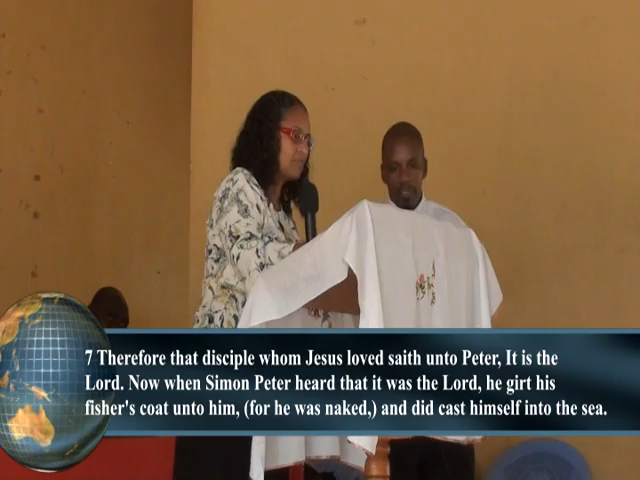 7 Therefore that disciple whom Jesus loved saith unto Peter, It is the
Lord. Now when Simon Peter heard that it was the Lord, he girt his
fisher's coat unto him, (for he was naked,) and did cast himself into the sea.